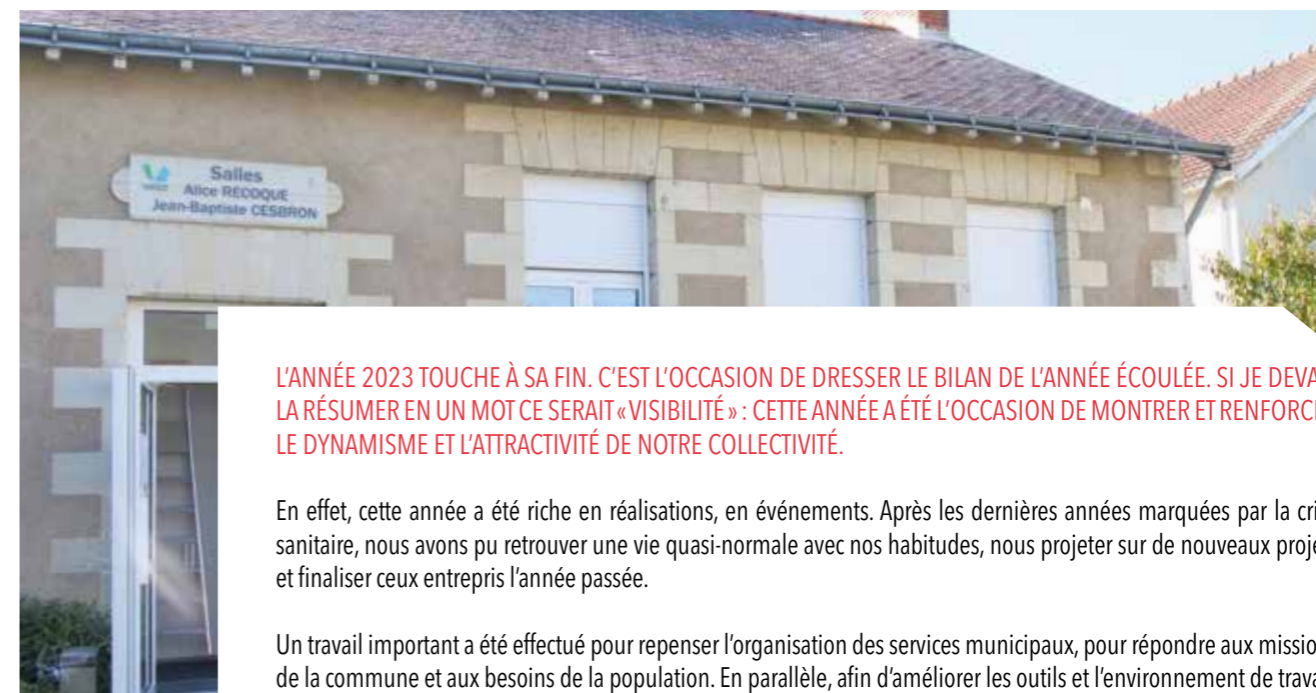 Salles
Alice RECOQUE
Jean-Baptiste CESBRON
L'ANNÉE 2023 TOUCHE À SA FIN. C'EST L'OCCASION DE DRESSER LE BILAN DE L'ANNÉE ÉCOULÉE. SI JE DEVA
LA RÉSUMER EN UN MOT CE SERAIT « VISIBILITÉ » : CETTE ANNÉE A ÉTÉ L'OCCASION DE MONTRER ET RENFORC
LE DYNAMISME ET L'ATTRACTIVITÉ DE NOTRE COLLECTIVITÉ.
En effet, cette année a été riche en réalisations, en événements. Après les dernières années marquées par la cri
sanitaire, nous avons pu retrouver une vie quasi-normale avec nos habitudes, nous projeter sur de nouveaux proje
et finaliser ceux entrepris l'année passée.
Un travail important a été effectué pour repenser l'organisation des services municipaux, pour répondre aux missio
de la commune et aux besoins de la population. En parallèle, afin d'améliorer les outils et l'environnement de trava